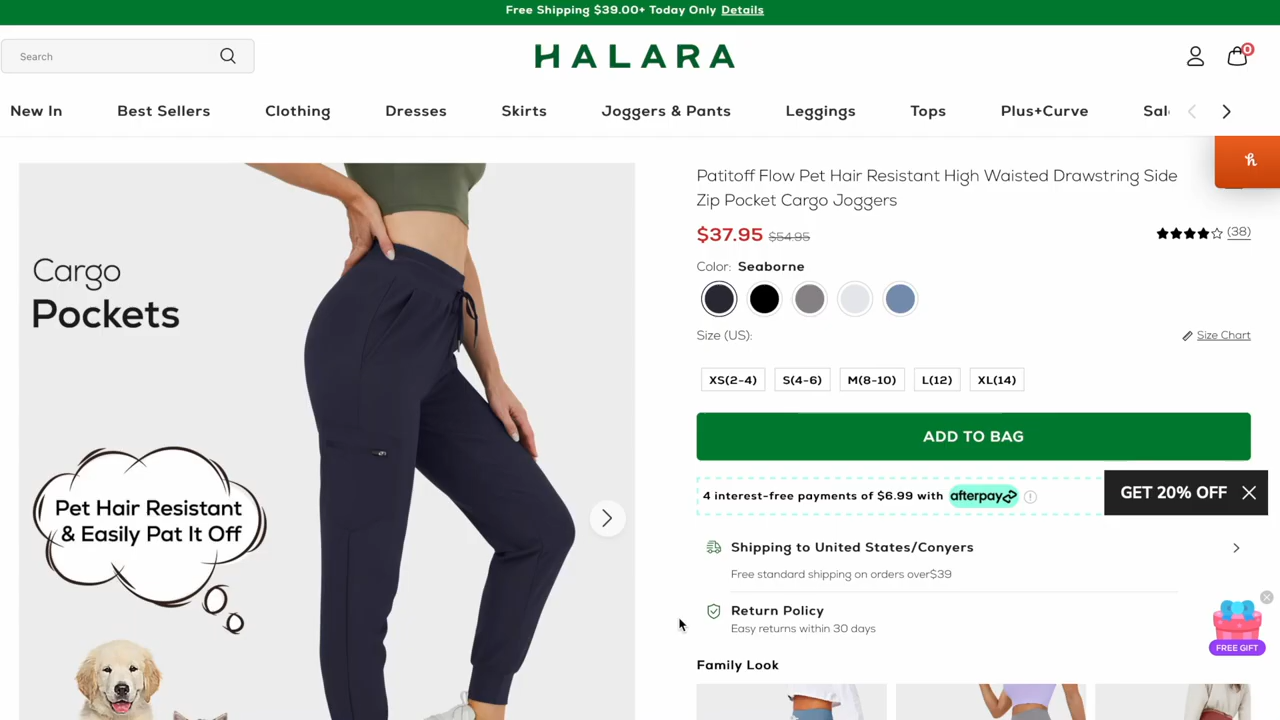 Free Shipping $39.00+ Today Only Details
Search
HALARA
0
New In Best Sellers Clothing Dresses Skirts Joggers & Pants Leggings Tops Plus+Curve
Cargo
Pockets
Pet Hair Resistant
& Easily Pat It Off
Patitoff Flow Pet Hair Resistant High Waisted Drawstring Side
Zip Pocket Cargo Joggers
$37.95 $54.95
(38)
Color: Seaborne
Size (US):
Size Chart
XS(2-4) S(4-6) M(8-10) L(12) XL(14)
ADD TO BAG
4 interest-free payments of $6.99 with afterpay
GET 20% OFF
Shipping to United States/Conyers
Free standard shipping on orders over$39
Return Policy
Easy returns within 30 days
FREE GIFT
Family Look